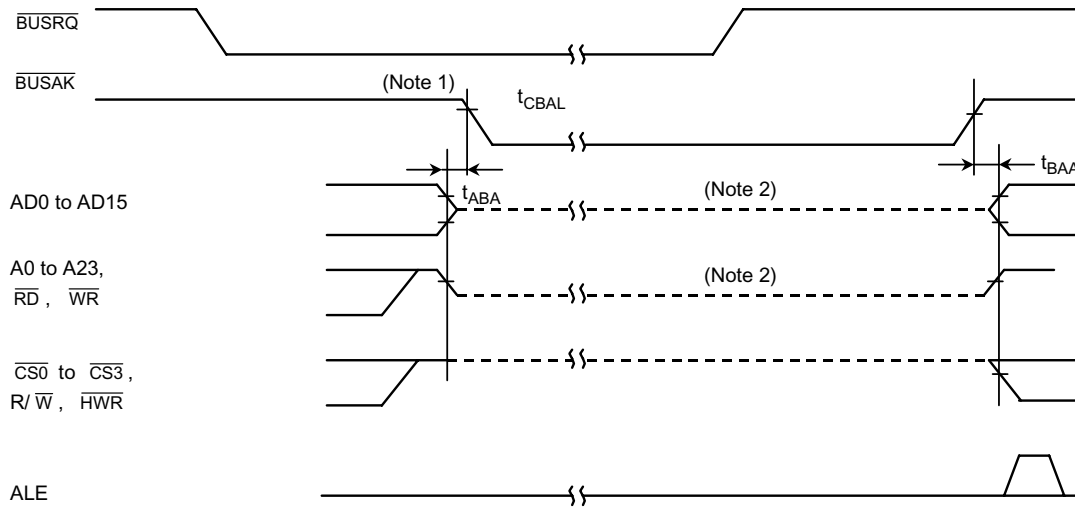 BUSRQ
BUSAK
(Note 1)
tCBAL
tBAA
tABA
AD0 to AD15
(Note 2)
A0 to A23,
RD , WR
(Note 2)
CS0 to CS3 ,
R/ W , HWR
ALE